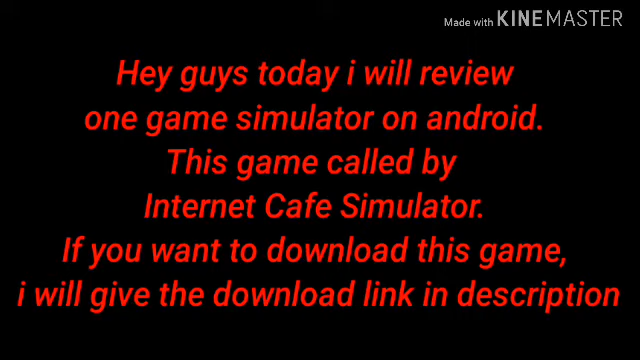 Made with KINEMASTER
Hey guys today i will review
one game simulator on android.
This game called by
Internet Cafe Simulator.
If you want to download this game,
i will give the download link in description